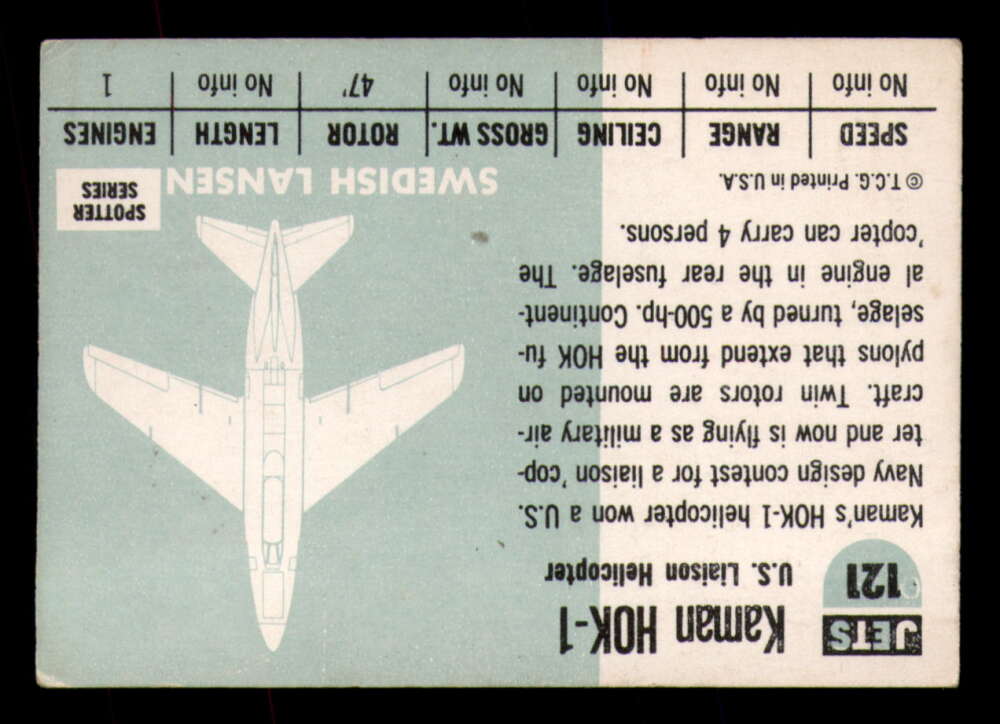 JETS
121
Kaman HOK-1
U.S. Liaison Helicopter
Kaman's HOK-1 helicopter won a U.S.
Navy design contest for a liaison 'cop-
ter and now is flying as a military air-
craft. Twin rotors are mounted on
pylons that extend from the HOK fu-
selage, turned by a 500-hp. Continent-
al engine in the rear fuselage. The
'copter can carry 4 persons.
© T.C.G. Printed in U.S.A.
SPOTTER
SERIES
SWEDISH LANSEN
SPEED RANGE CEILING GROSS WT. ROTOR LENGTH ENGINES
No info No info No info No info 47' No info 1